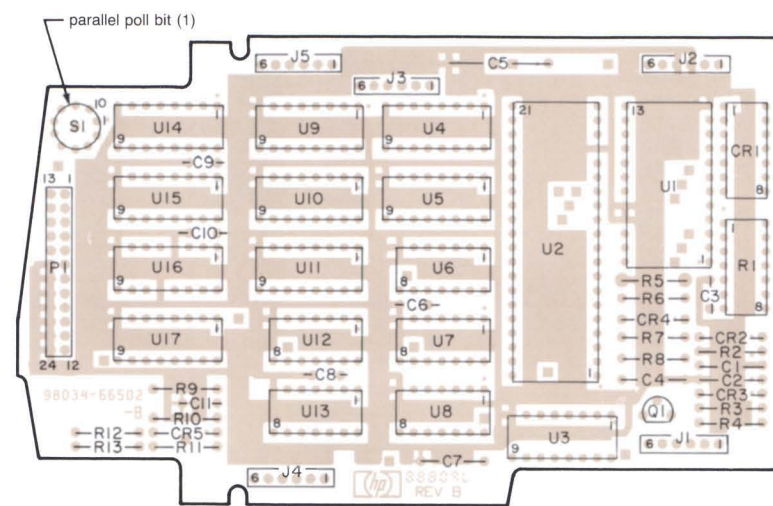 parallel poll bit (1)
J5
6 1
J3
6 1
C5
J2
6 1
10
1
S1
U14
1
9
U9
1
9
U4
1
9
21
U2
1
13
U1
1
1
CR1
8
C9
13 1
P1
24 12
U15
1
9
U10
1
9
U5
1
9
C10
U16
1
9
U11
1
9
U6
1
8
1
R1
8
R5
R6
C3
C6
CR4
U17
1
9
U12
1
8
U7
1
8
R7
CR2
R2
R8
C1
C8
C4
C2
98034-66502
-B
R9
C11
R10
CR3
R3
R4
R12
CR5
R13
R11
U13
1
8
U8
1
8
Q1
U3
1
9
J1
6 1
J4
6 1
C7
hp
REV B